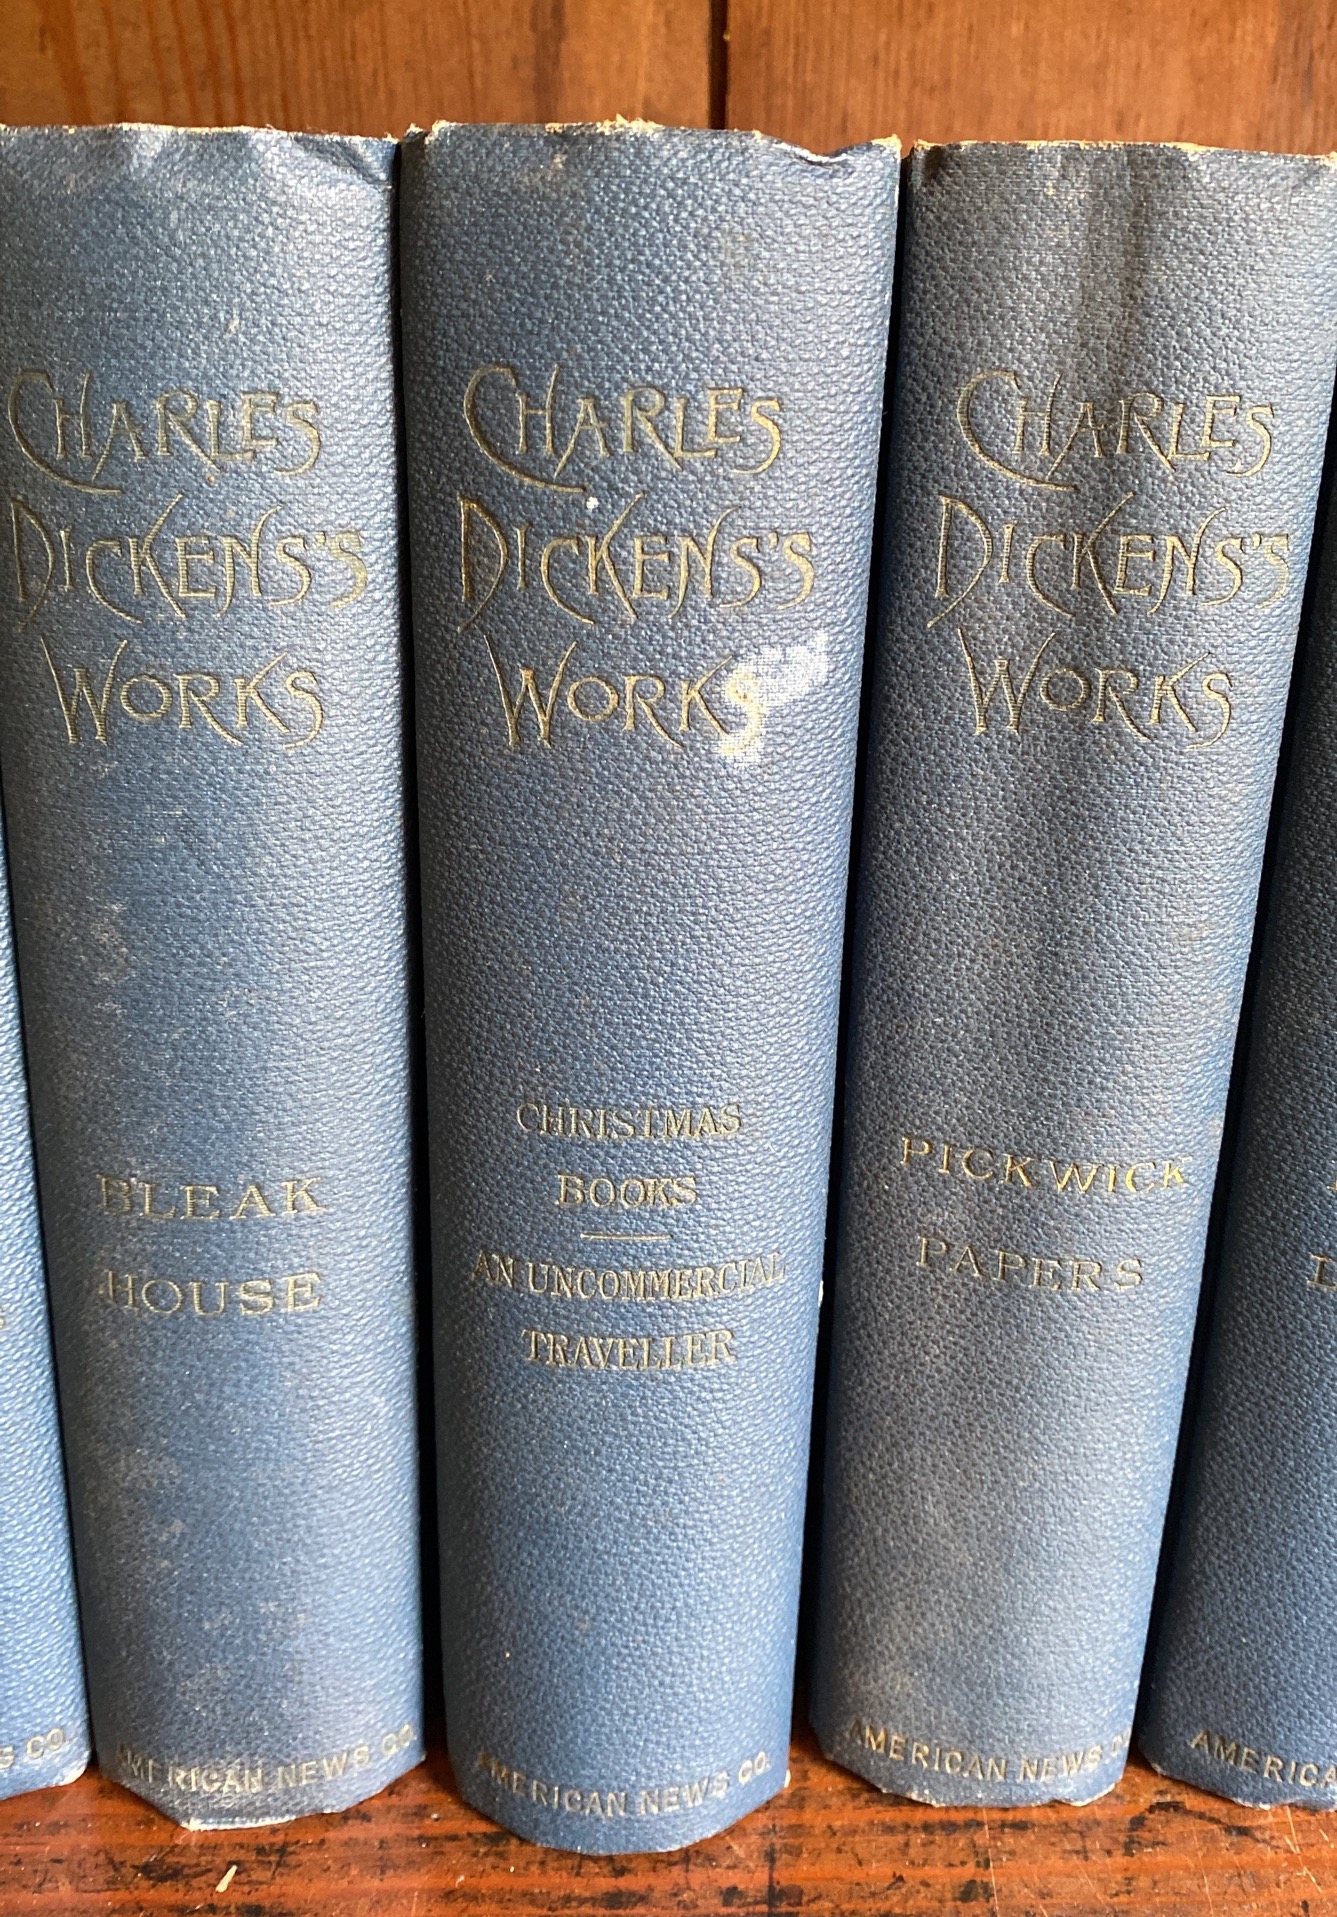 CHARLES
DICKENS'S
WORKS
BLEAK
HOUSE
AMERICAN NEWS CO.
CHARLES
DICKENS'S
WORKS
CHRISTMAS
BOOKS
AN UNCOMMERCIAL
TRAVELLER
AMERICAN NEWS CO.
CHARLES
DICKENS'S
WORKS
PICKWICK
PAPERS
AMERICAN NEWS